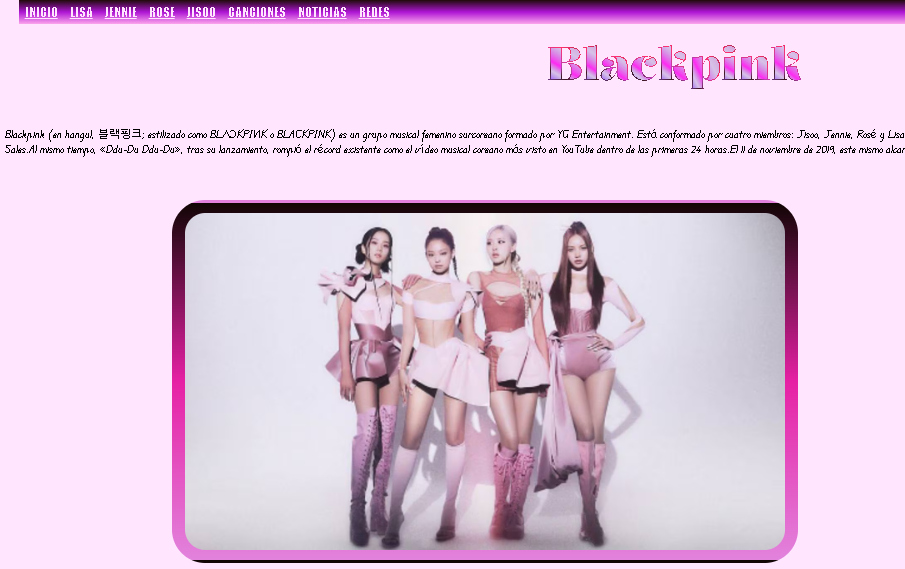 INICIO LISA JENNIE ROSE JISOO CANCIONES NOTICIAS REDES
Blackpink
Blackpink (en hangul, 블랙핑크; estilizado como BLΛƆKPIИK o BLACKPINK) es un grupo musical femenino surcoreano formado por YG Entertainment. Está conformado por cuatro miembros: Jisoo, Jennie, Rosé y Lisa
Sales.Al mismo tiempo, «Ddu-Du Ddu-Du», tras su lanzamiento, rompió el récord existente como el vídeo musical coreano más visto en YouTube dentro de las primeras 24 horas.El 11 de noviembre de 2019, este mismo